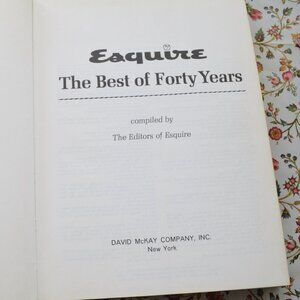 Esquire
The Best of Forty Years
compiled by
The Editors of Esquire
DAVID McKAY COMPANY, INC.
New York